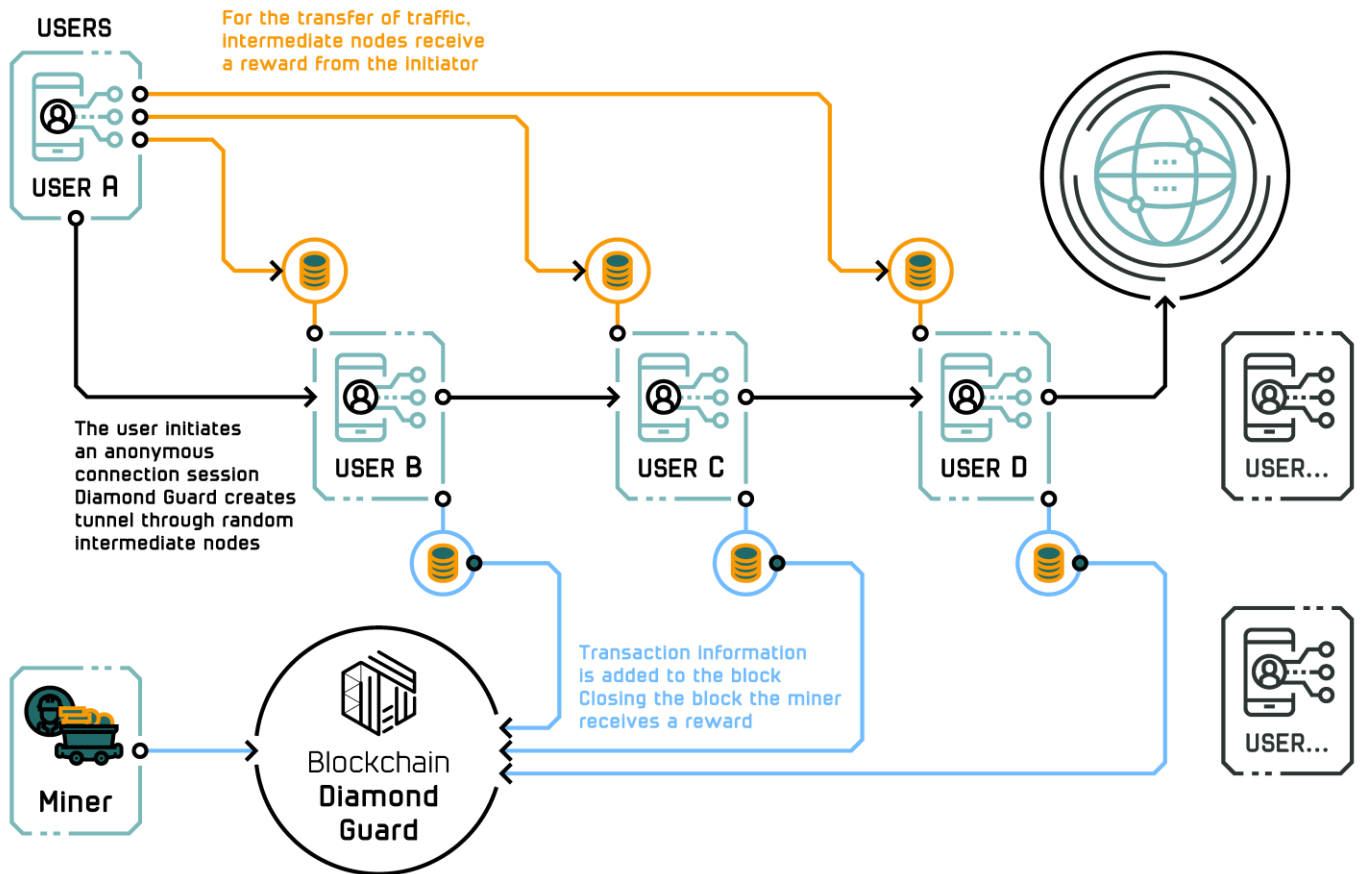 USERS
For the transfer of traffic,
intermediate nodes receive
a reward from the initiator
USER A
USER B
USER C
USER D
USER...
The user initiates
an anonymous
connection session
Diamond Guard creates
tunnel through random
intermediate nodes
Transaction information
is added to the block
Closing the block the miner
receives a reward
Miner
Blockchain
Diamond
Guard
USER...